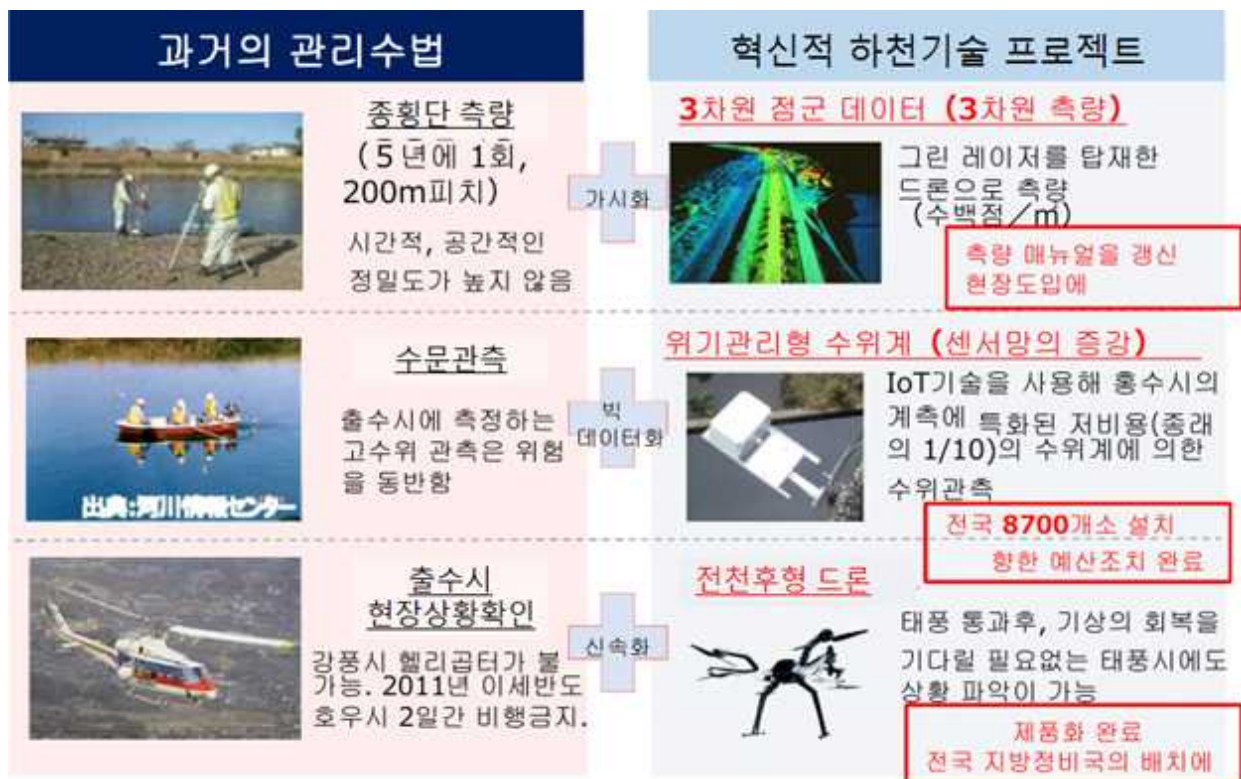 과거의 관리수법
혁신적 하천기술 프로젝트
종횡단 측량
(5년에 1회,
200m피치)
시간적, 공간적인
정밀도가 높지 않음
가시화
3차원 점군 데이터 (3차원 측량)
그린 레이저를 탑재한
드론으로 측량
(수백점／㎡)
측량 매뉴얼을 갱신
현장도입에
수문관측
출수시에 측정하는
고수위 관측은 위험
을 동반함
出典:河川情報センター
빅
데이터화
위기관리형 수위계 (센서망의 증강)
IoT기술을 사용해 홍수시의
계측에 특화된 저비용(종래
의 1/10)의 수위계에 의한
수위관측
전국 8700개소 설치
향한 예산조치 완료
출수시
현장상황확인
강풍시 헬리곱터가 불
가능. 2011년 이세반도
호우시 2일간 비행금지.
신속화
전천후형 드론
태풍 통과후, 기상의 회복을
기다릴 필요없는 태풍시에도
상황 파악이 가능
제품화 완료
전국 지방정비국의 배치에